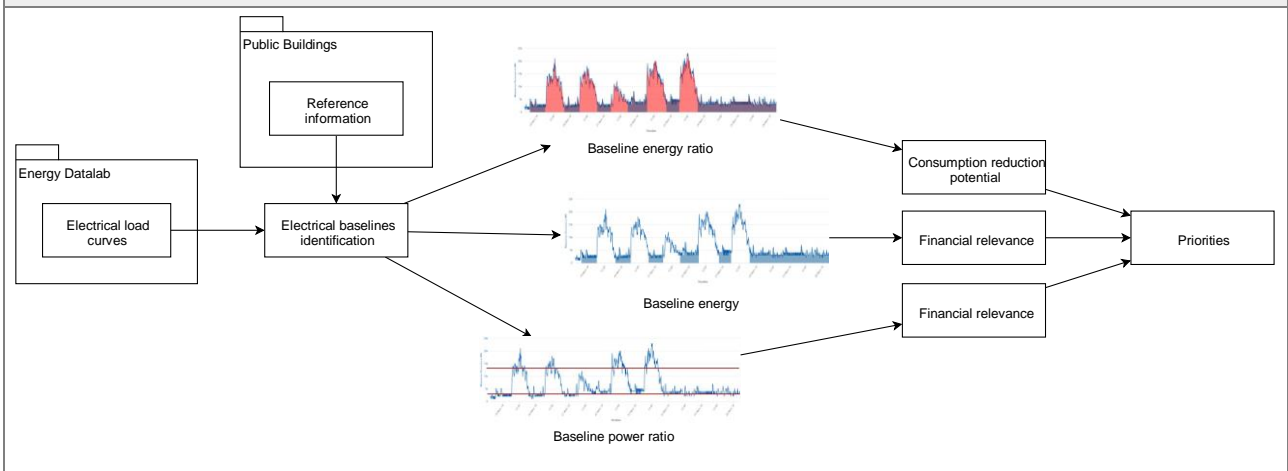 Public Buildings
Reference
information
Energy Datalab
Electrical load
curves
Electrical baselines
identification
Baseline energy ratio
Baseline energy
Baseline power ratio
Consumption reduction
potential
Financial relevance
Financial relevance
Priorities